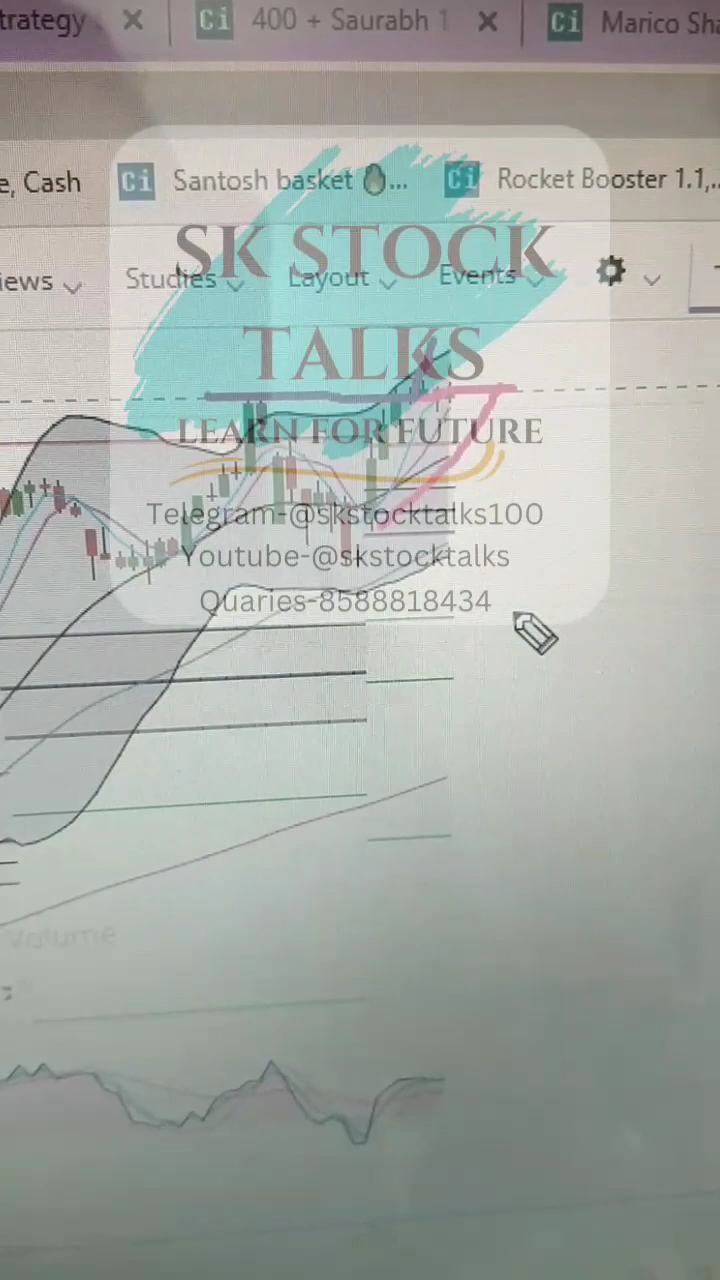 trategy
400 + Saurabh 1
Marico Sha
e, Cash
Santosh basket
...
Rocket Booster 1.1,..
iews
Studies
Layout
Events
SK STOCK
TALKS
LEARN FOR FUTURE
Telegram-@skstocktalks100
Youtube-@skstocktalks
Quaries-8588818434
Volume